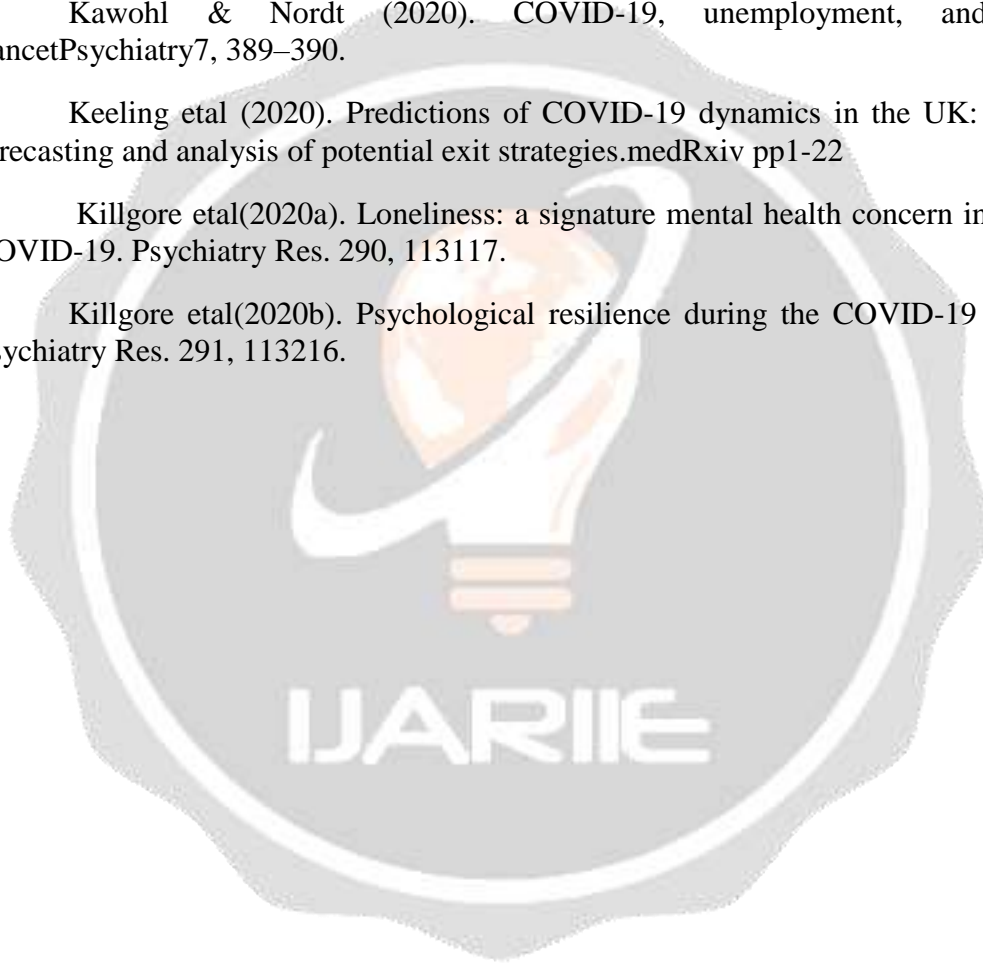 Kawohl & Nordt (2020). COVID-19, unemployment, and
ancetPsychiatry7, 389–390.
Keeling etal (2020). Predictions of COVID-19 dynamics in the UK:
recasting and analysis of potential exit strategies.medRxiv pp1-22
Killgore etal(2020a). Loneliness: a signature mental health concern in
OVID-19. Psychiatry Res. 290, 113117.
Killgore etal(2020b). Psychological resilience during the COVID-19
ychiatry Res. 291, 113216.
IJARIIE